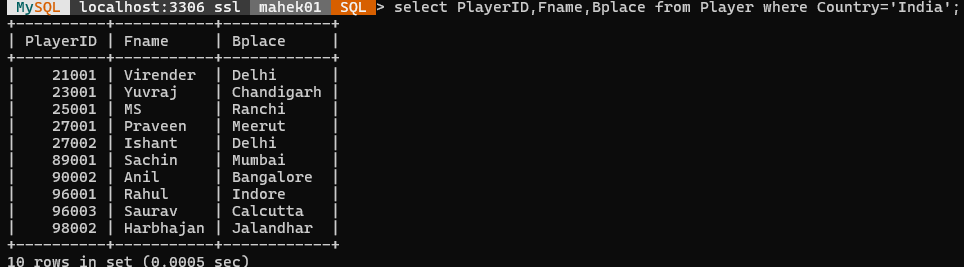 MySQL localhost:3306 ssl mahek01 SQL > select PlayerID,Fname,Bplace from Player where Country='India';
+----------+-----------+------------+
| PlayerID | Fname     | Bplace     |
+----------+-----------+------------+
|    21001 | Virender  | Delhi      |
|    23001 | Yuvraj    | Chandigarh |
|    25001 | MS        | Ranchi     |
|    27001 | Praveen   | Meerut     |
|    27002 | Ishant    | Delhi      |
|    89001 | Sachin    | Mumbai     |
|    90002 | Anil      | Bangalore  |
|    96001 | Rahul     | Indore     |
|    96003 | Saurav    | Calcutta   |
|    98002 | Harbhajan | Jalandhar  |
+----------+-----------+------------+
10 rows in set (0.0005 sec)